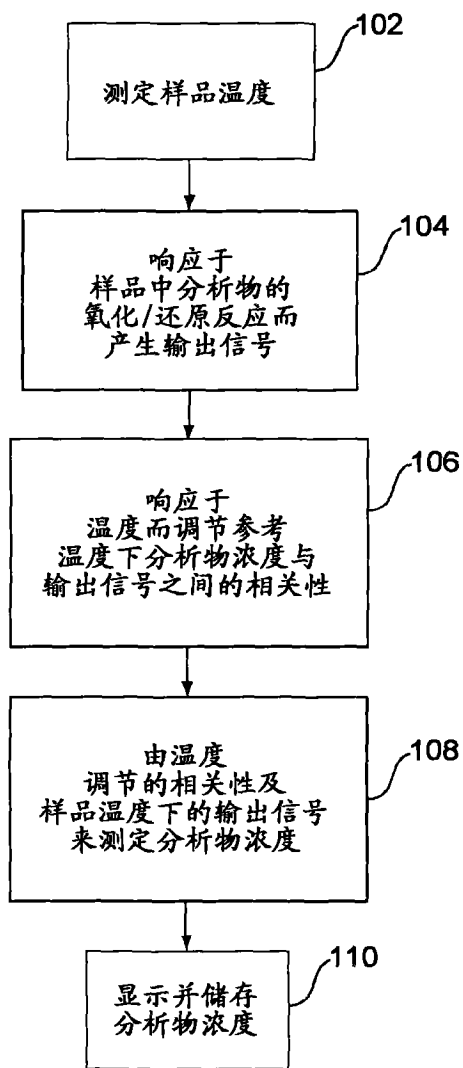 102
测定样品温度
104
响应于
样品中分析物的
氧化/还原反应而
产生输出信号
106
响应于
温度而调节参考
温度下分析物浓度与
输出信号之间的相关性
108
由温度
调节的相关性及
样品温度下的输出信号
来测定分析物浓度
110
显示并储存
分析物浓度